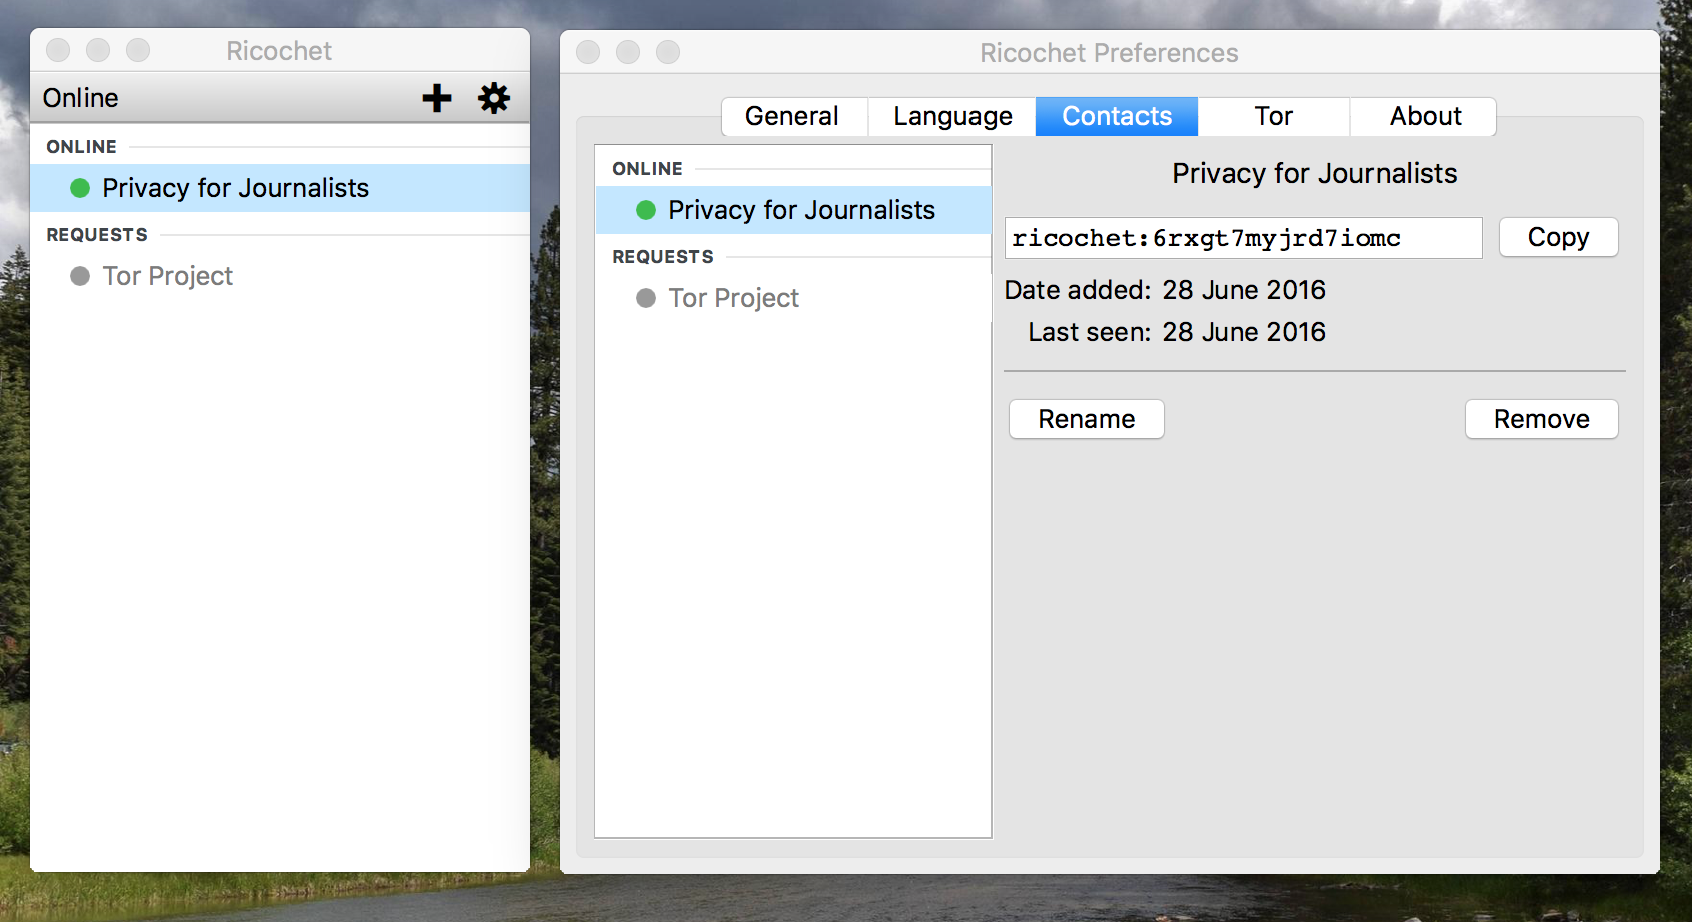 Ricochet
Online
ONLINE
Privacy for Journalists
REQUESTS
Tor Project
Ricochet Preferences
General Language Contacts Tor About
ONLINE
Privacy for Journalists
REQUESTS
Tor Project
Privacy for Journalists
ricochet:6rxgt7myjrd7iomc Copy
Date added: 28 June 2016
Last seen: 28 June 2016
Rename Remove